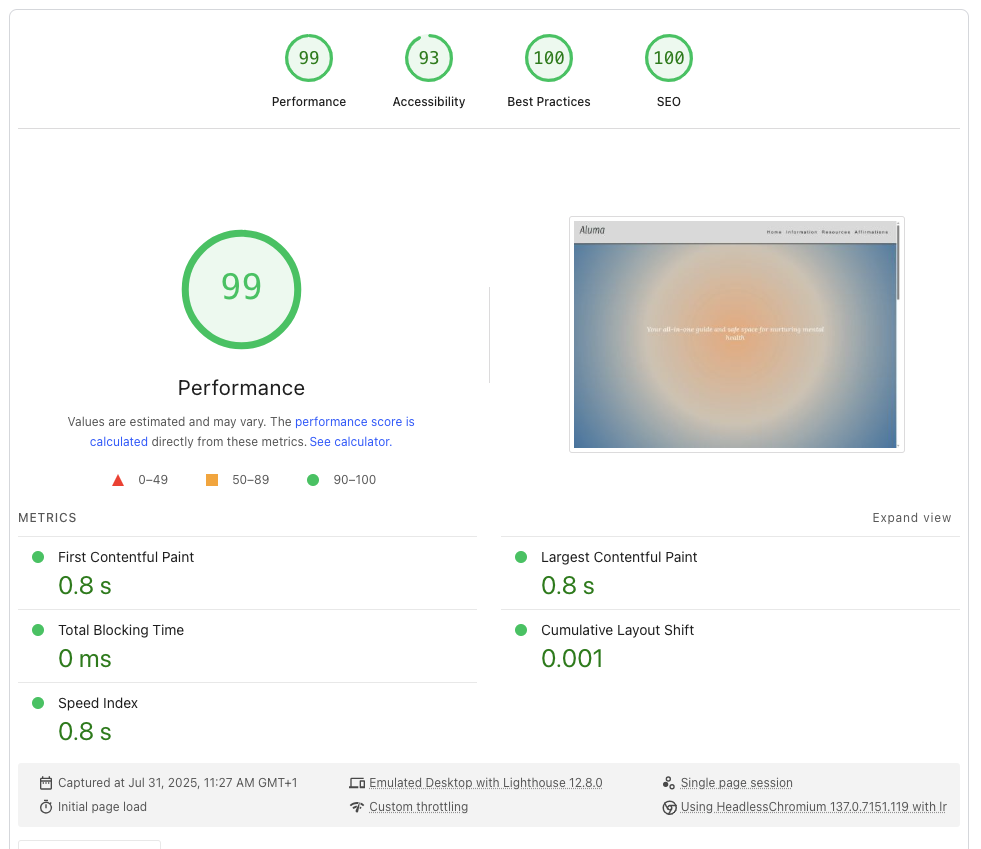 99 93 100 100
Performance Accessibility Best Practices SEO
99
Performance
Values are estimated and may vary. The performance score is
calculated directly from these metrics. See calculator.
0–49 50–89 90–100
Aluma
Home Information Resources Affirmations
Your all-in-one guide and safe space for nurturing mental
health
METRICS
Expand view
First Contentful Paint
0.8 s
Largest Contentful Paint
0.8 s
Total Blocking Time
0 ms
Cumulative Layout Shift
0.001
Speed Index
0.8 s
Captured at Jul 31, 2025, 11:27 AM GMT+1
Emulated Desktop with Lighthouse 12.8.0
Single page session
Initial page load
Custom throttling
Using HeadlessChromium 137.0.7151.119 with lr